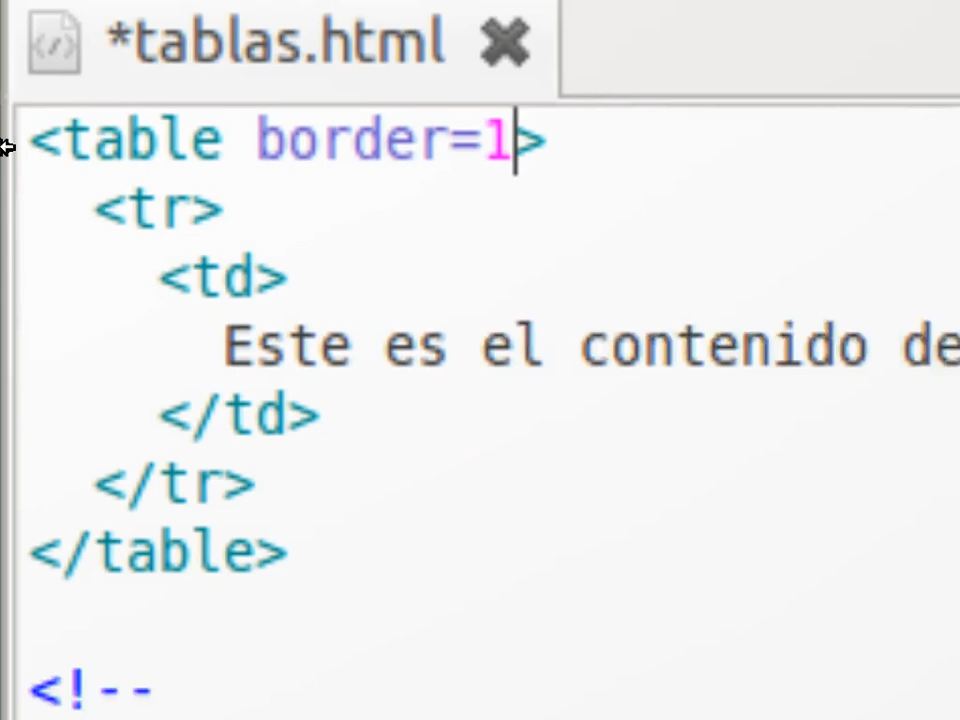 *tablas.html
<table border=1>
<tr>
<td>
Este es el contenido de
</td>
</tr>
</table>
<!--